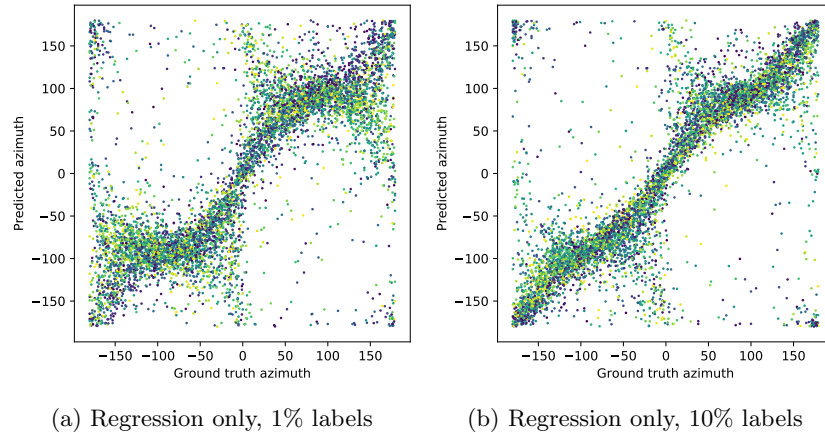 150
100
50
0
−50
−100
−150
−150 −100 −50 0 50 100 150
Predicted azimuth
Ground truth azimuth
(a) Regression only, 1% labels
150
100
50
0
−50
−100
−150
−150 −100 −50 0 50 100 150
Predicted azimuth
Ground truth azimuth
(b) Regression only, 10% labels